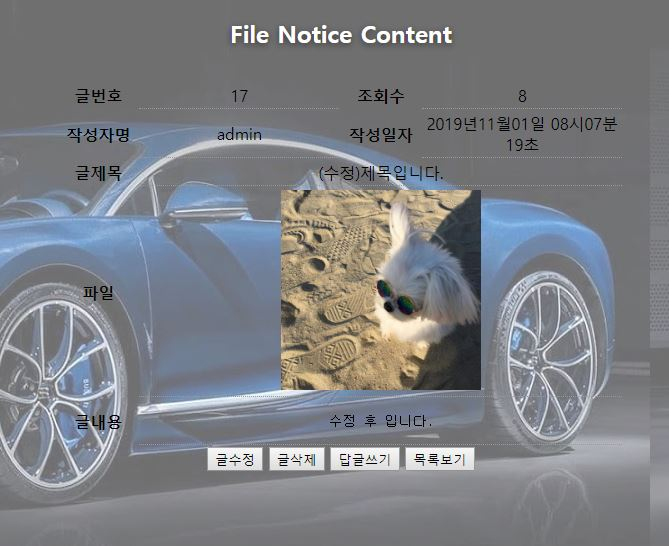 File Notice Content
글번호 17 조회수 8
작성자명 admin 작성일자 2019년11월01일 08시07분
19초
글제목 (수정)제목입니다.
파일
글내용 수정 후 입니다.
글수정 글삭제 답글쓰기 목록보기